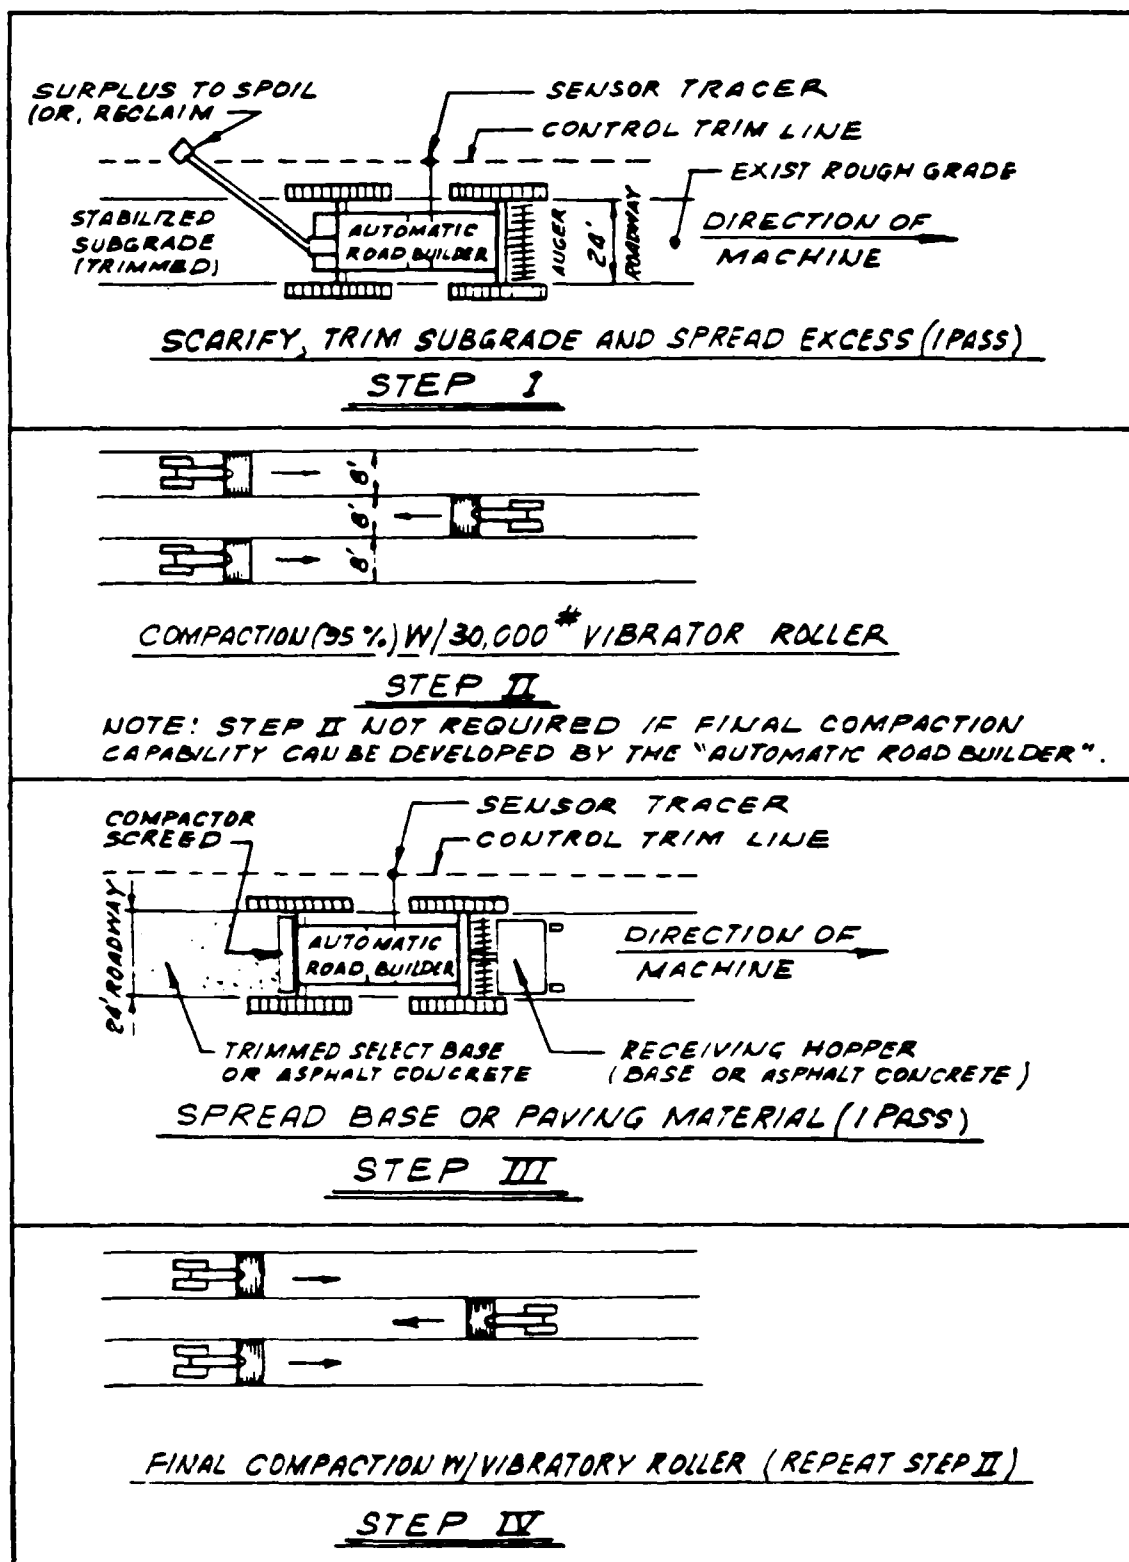 SURPLUS TO SPOIL
(OR, RECLAIM
SENSOR TRACER
CONTROL TRIM LINE
EXIST ROUGH GRADE
STABILIZED
SUBGRADE
(TRIMMED)
AUTOMATIC
ROAD BUILDER
AUGER
24'
ROADWAY
DIRECTION OF
MACHINE
SCARIFY, TRIM SUBGRADE AND SPREAD EXCESS (1 PASS)
STEP I
8'
8'
8'
COMPACTION (95%) W/30,000# VIBRATOR ROLLER
STEP II
NOTE: STEP II NOT REQUIRED IF FINAL COMPACTION
CAPABILITY CAN BE DEVELOPED BY THE "AUTOMATIC ROAD BUILDER".
COMPACTOR
SCREED
SENSOR TRACER
CONTROL TRIM LINE
24' ROADWAY
AUTOMATIC
ROAD BUILDER
DIRECTION OF
MACHINE
TRIMMED SELECT BASE
OR ASPHALT CONCRETE
RECEIVING HOPPER
(BASE OR ASPHALT CONCRETE)
SPREAD BASE OR PAVING MATERIAL (1 PASS)
STEP III
FINAL COMPACTION W/VIBRATORY ROLLER (REPEAT STEP II)
STEP IV